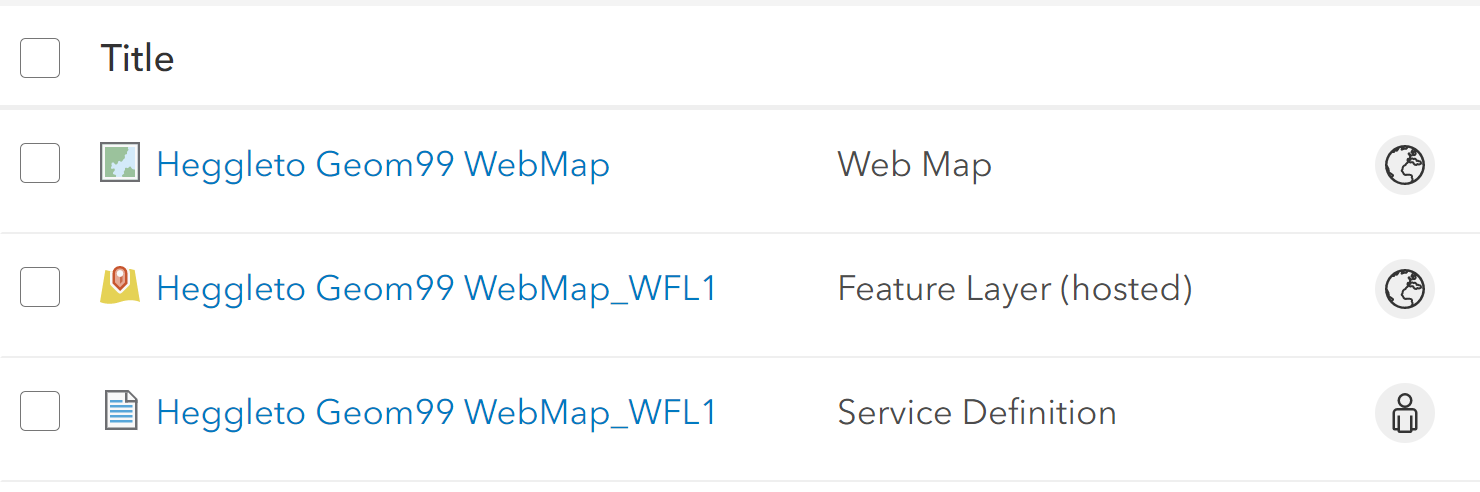 Title
Heggleto Geom99 WebMap Web Map
Heggleto Geom99 WebMap_WFL1 Feature Layer (hosted)
Heggleto Geom99 WebMap_WFL1 Service Definition